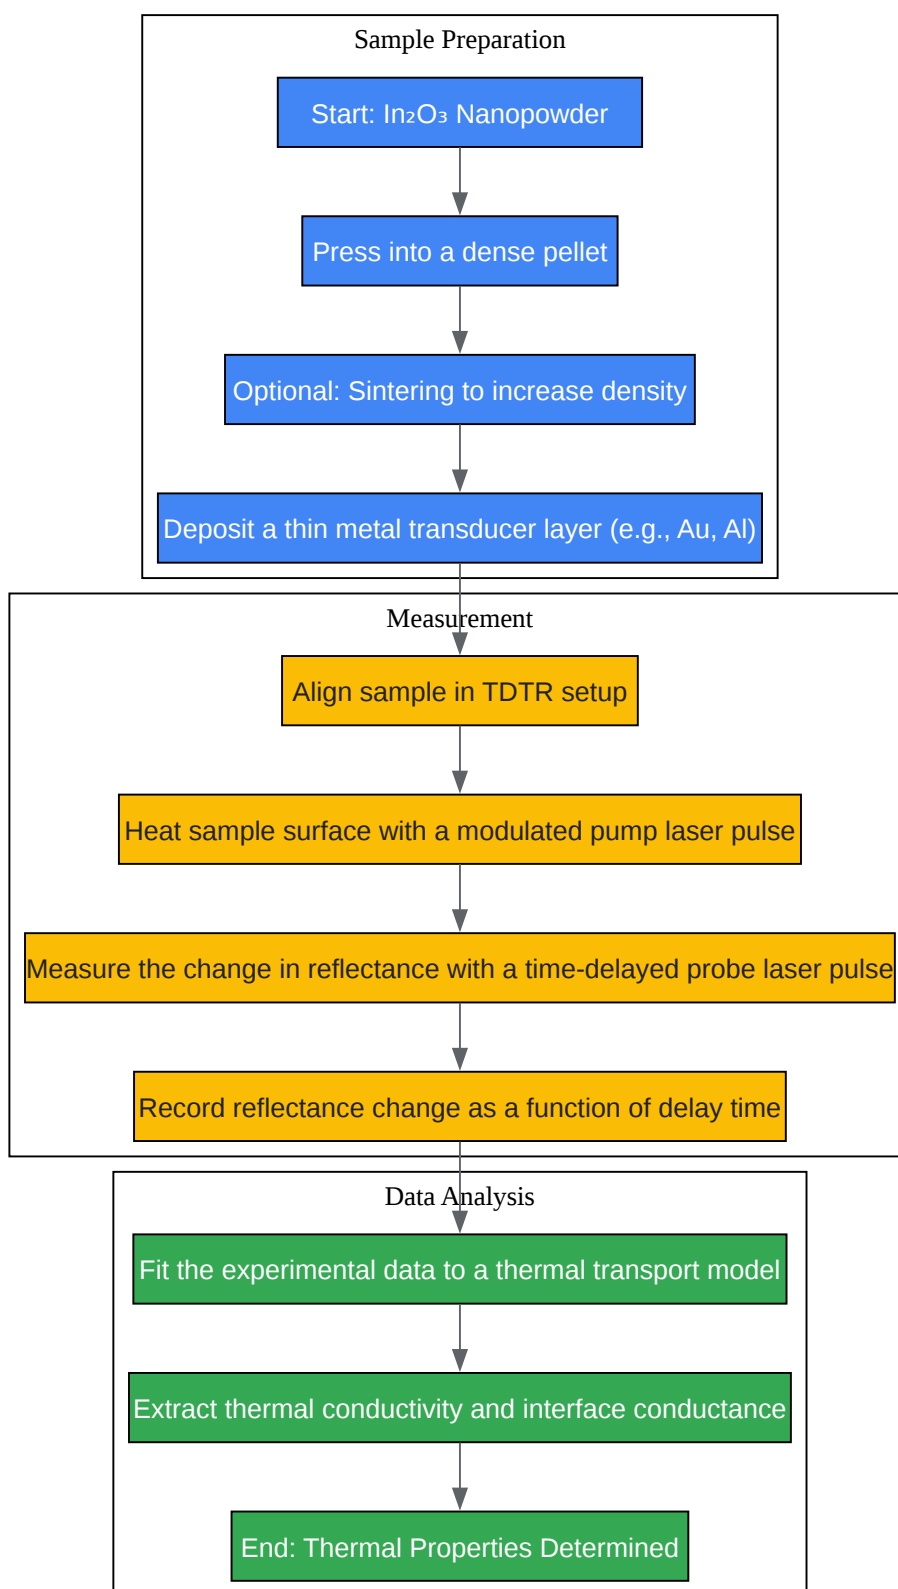 Sample Preparation
Start: In₂O₃ Nanopowder
Press into a dense pellet
Optional: Sintering to increase density
Deposit a thin metal transducer layer (e.g., Au, Al)
Measurement
Align sample in TDTR setup
Heat sample surface with a modulated pump laser pulse
Measure the change in reflectance with a time-delayed probe laser pulse
Record reflectance change as a function of delay time
Data Analysis
Fit the experimental data to a thermal transport model
Extract thermal conductivity and interface conductance
End: Thermal Properties Determined